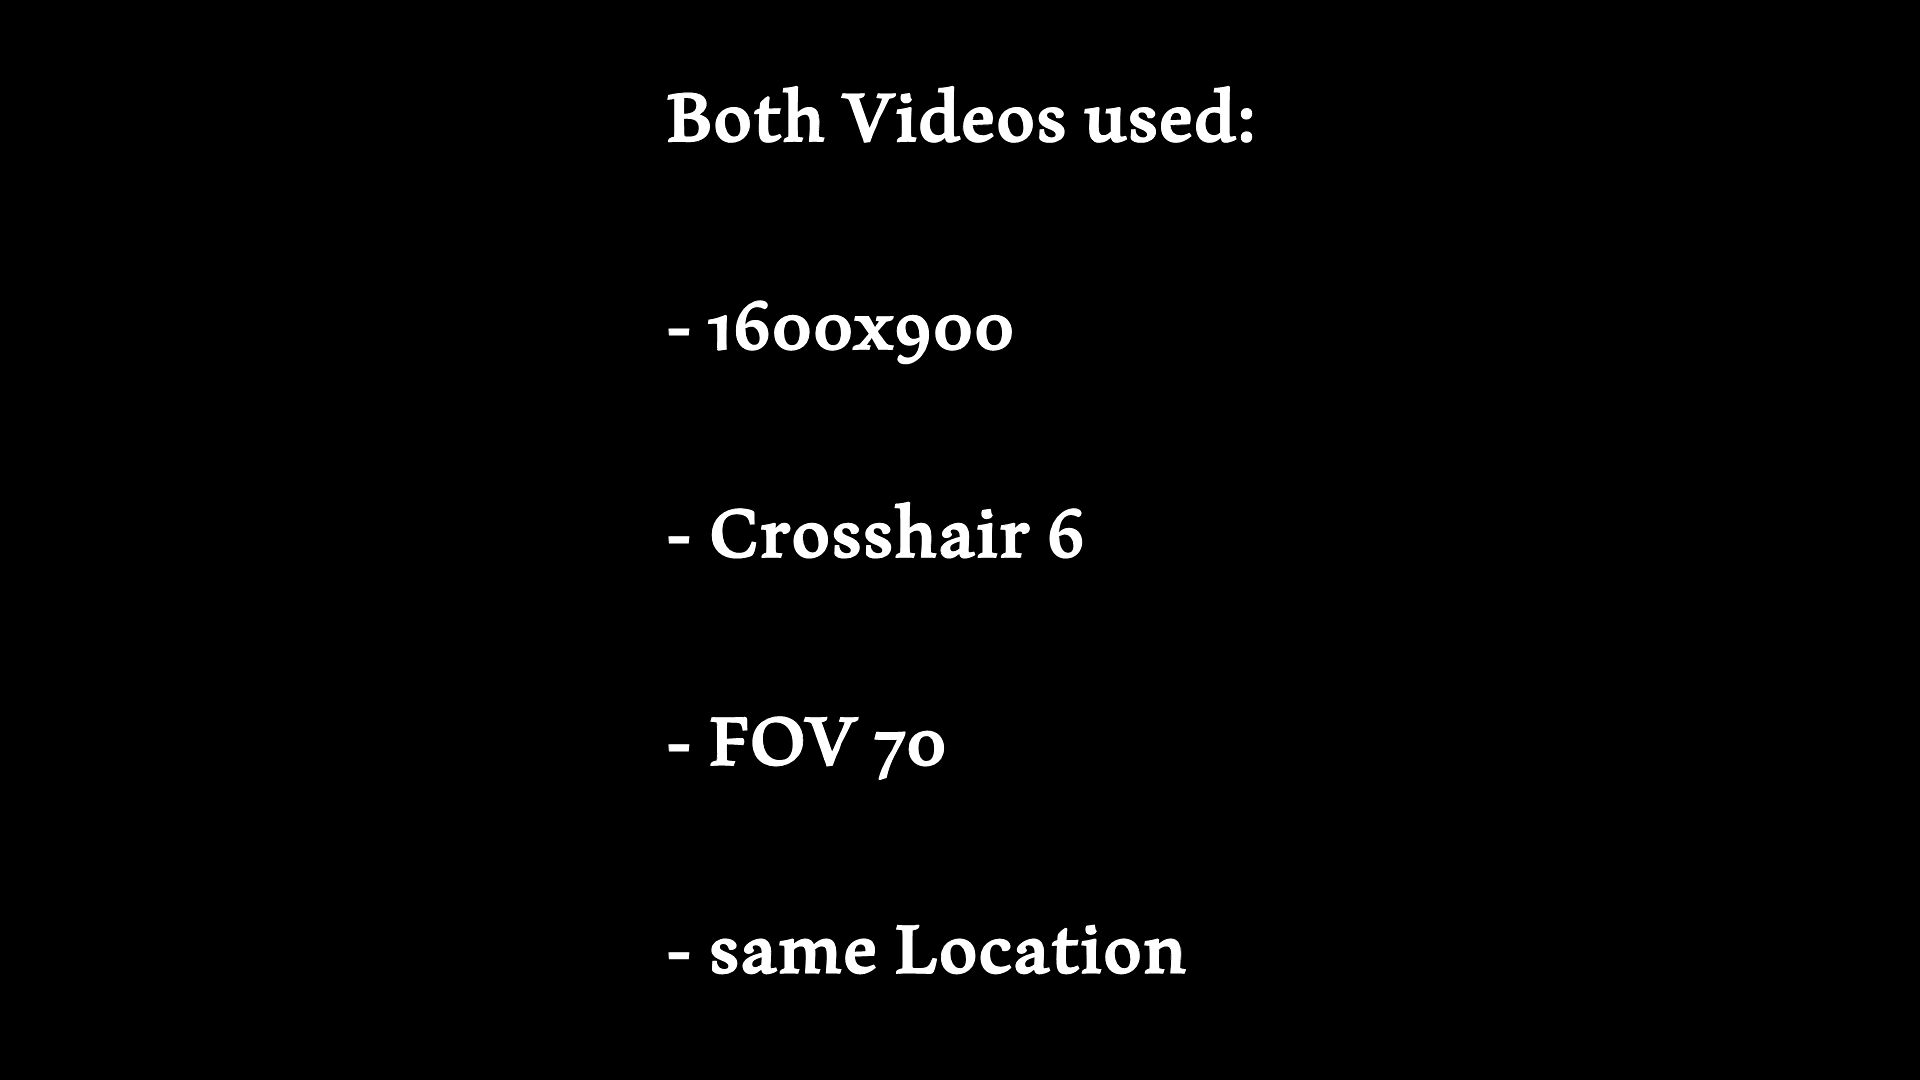 Both Videos used:
- 1600x900
- Crosshair 6
- FOV 70
- same Location